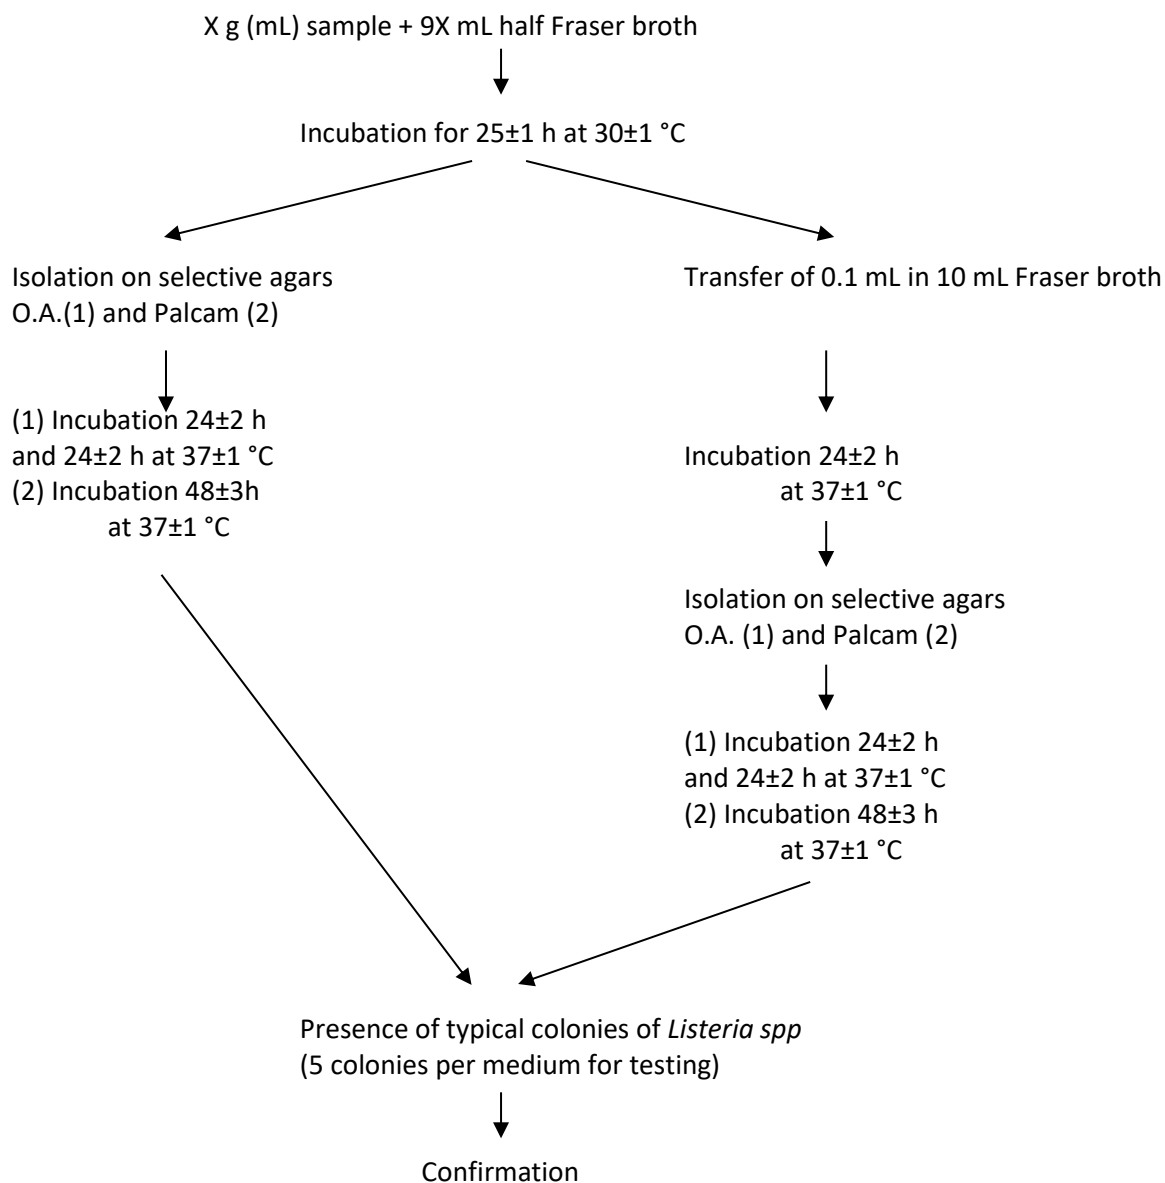 X g (mL) sample + 9X mL half Fraser broth
Incubation for 25±1 h at 30±1 °C
Isolation on selective agars
O.A.(1) and Palcam (2)
(1) Incubation 24±2 h
and 24±2 h at 37±1 °C
(2) Incubation 48±3h
at 37±1 °C
Transfer of 0.1 mL in 10 mL Fraser broth
Incubation 24±2 h
at 37±1 °C
Isolation on selective agars
O.A. (1) and Palcam (2)
(1) Incubation 24±2 h
and 24±2 h at 37±1 °C
(2) Incubation 48±3 h
at 37±1 °C
Presence of typical colonies of Listeria spp
(5 colonies per medium for testing)
Confirmation